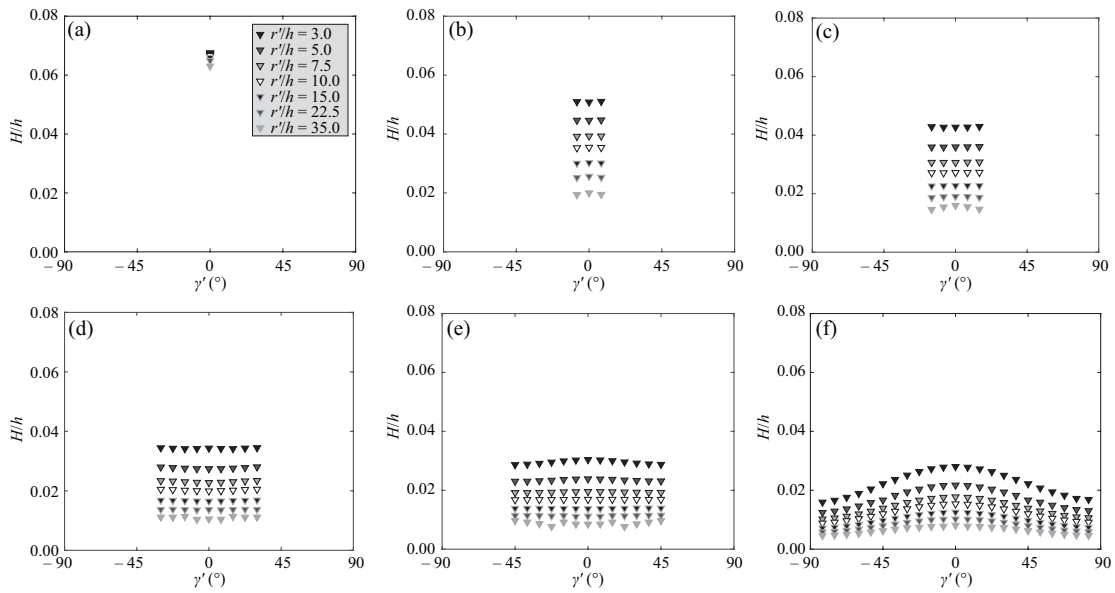 (a)
0.08
0.06
0.04
0.02
0.00
H/h
r′/h = 3.0
r′/h = 5.0
r′/h = 7.5
r′/h = 10.0
r′/h = 15.0
r′/h = 22.5
r′/h = 35.0
−90 −45 0 45 90
γ′ (°)
(b)
0.08
0.06
0.04
0.02
0.00
H/h
−90 −45 0 45 90
γ′ (°)
(c)
0.08
0.06
0.04
0.02
0.00
H/h
−90 −45 0 45 90
γ′ (°)
(d)
0.08
0.06
0.04
0.02
0.00
H/h
−90 −45 0 45 90
γ′ (°)
(e)
0.08
0.06
0.04
0.02
0.00
H/h
−90 −45 0 45 90
γ′ (°)
(f)
0.08
0.06
0.04
0.02
0.00
H/h
−90 −45 0 45 90
γ′ (°)